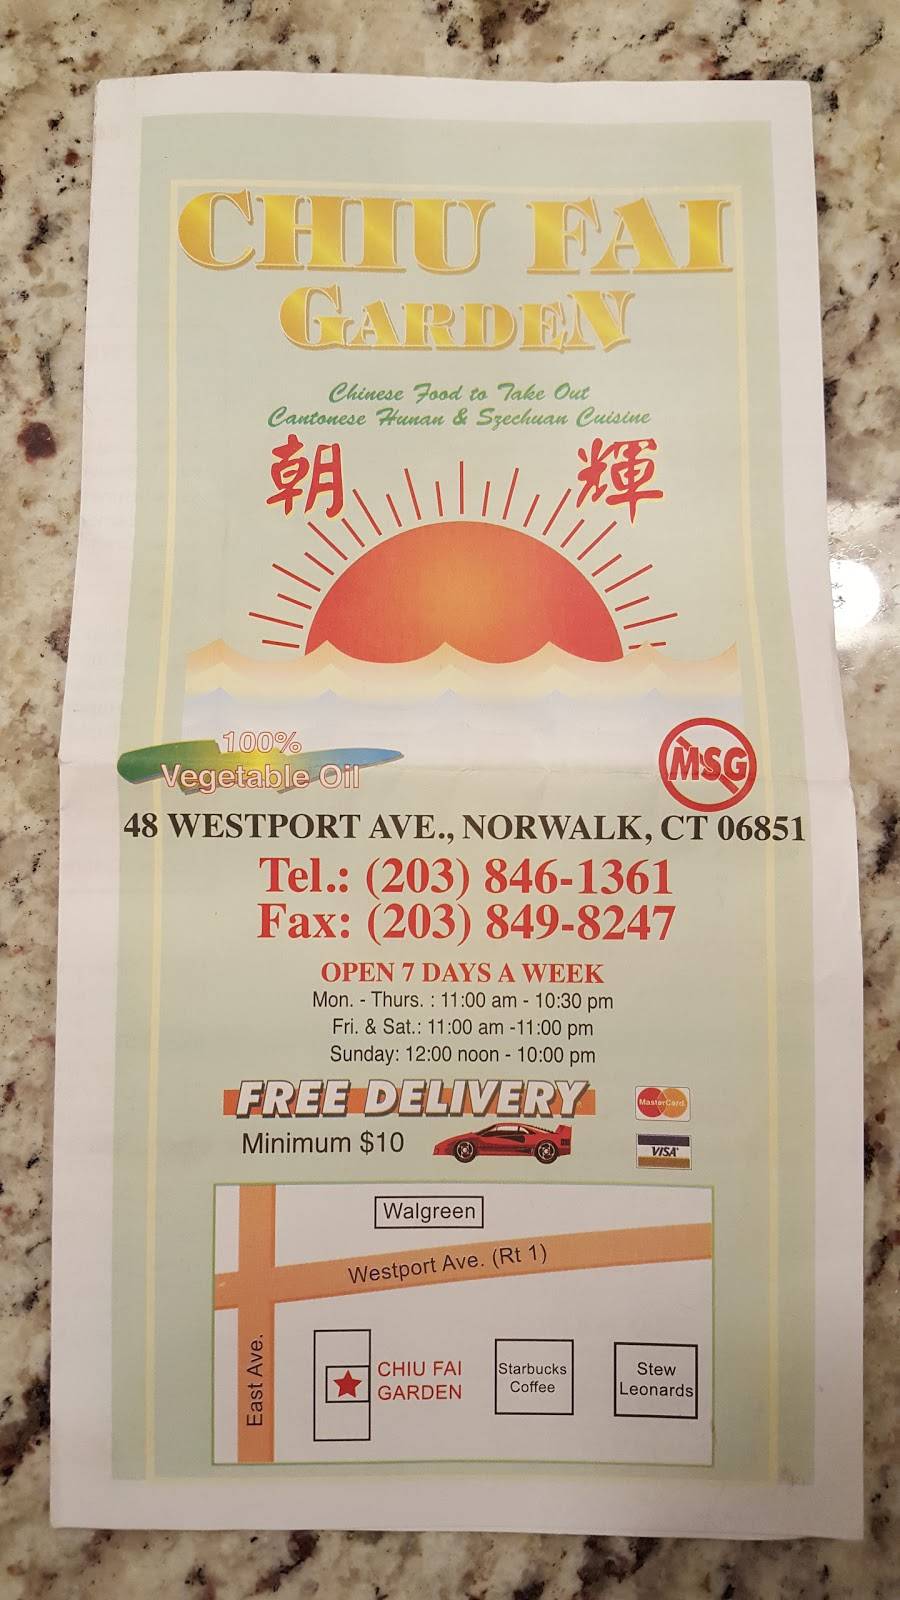 CHIU FAI
GARDEN
Chinese Food to Take Out
Cantonese Hunan & Szechuan Cuisine
朝 輝
100%
Vegetable Oil
MSG
48 WESTPORT AVE., NORWALK, CT 06851
Tel.: (203) 846-1361
Fax: (203) 849-8247
OPEN 7 DAYS A WEEK
Mon. - Thurs. : 11:00 am - 10:30 pm
Fri. & Sat.: 11:00 am -11:00 pm
Sunday: 12:00 noon - 10:00 pm
FREE DELIVERY
Minimum $10
MasterCard.
VISA
Walgreen
Westport Ave. (Rt 1)
East Ave.
CHIU FAI
GARDEN
Starbucks
Coffee
Stew
Leonards